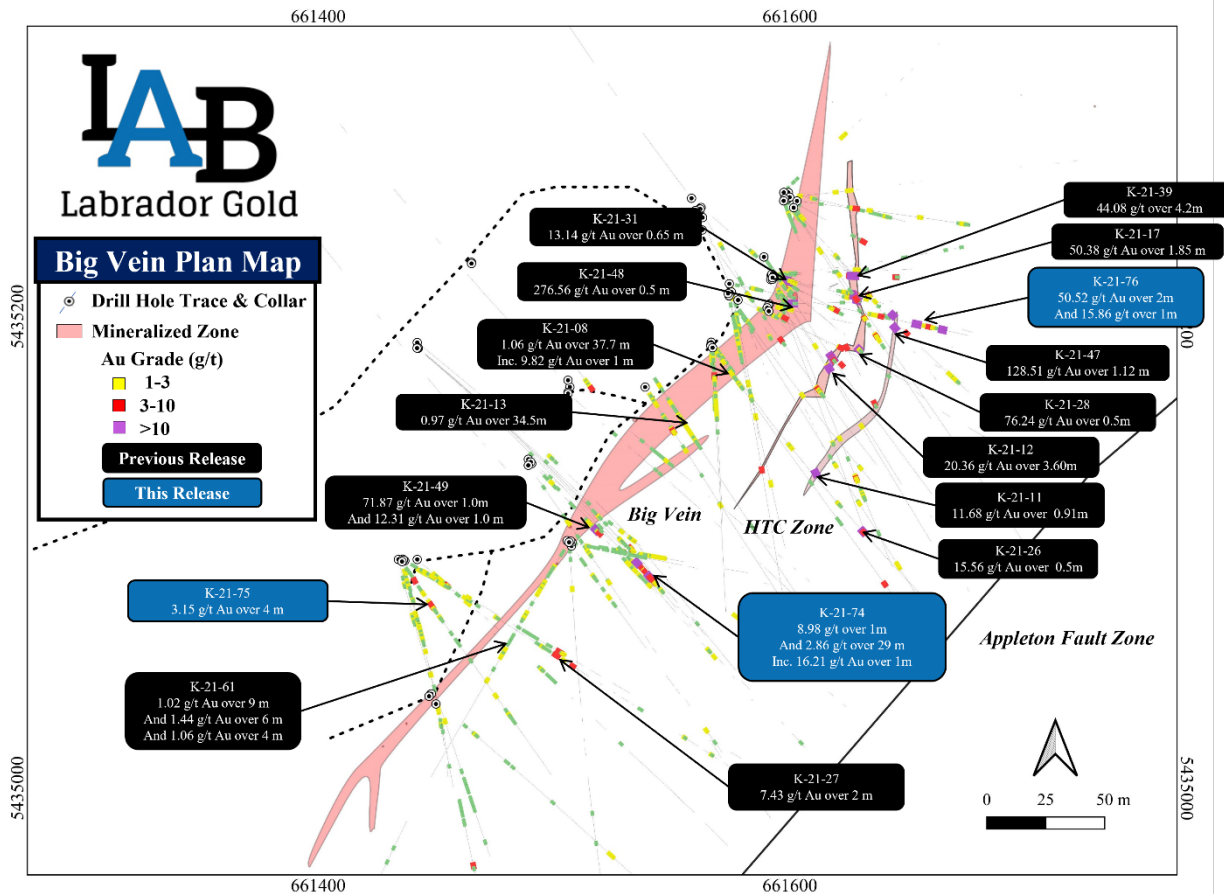 661400
661600
LAB
Labrador Gold
Big Vein Plan Map
Drill Hole Trace & Collar
Mineralized Zone
Au Grade (g/t)
1-3
3-10
>10
Previous Release
This Release
5435200
5435000
K-21-31
13.14 g/t Au over 0.65 m
K-21-48
276.56 g/t Au over 0.5 m
K-21-08
1.06 g/t Au over 37.7 m
Inc. 9.82 g/t Au over 1 m
K-21-13
0.97 g/t Au over 34.5m
K-21-49
71.87 g/t Au over 1.0m
And 12.31 g/t Au over 1.0 m
K-21-75
3.15 g/t Au over 4 m
K-21-61
1.02 g/t Au over 9 m
And 1.44 g/t Au over 6 m
And 1.06 g/t Au over 4 m
Big Vein
HTC Zone
K-21-39
44.08 g/t over 4.2m
K-21-17
50.38 g/t Au over 1.85 m
K-21-76
50.52 g/t Au over 2m
And 15.86 g/t over 1m
K-21-47
128.51 g/t Au over 1.12 m
K-21-28
76.24 g/t Au over 0.5m
K-21-12
20.36 g/t Au over 3.60m
K-21-11
11.68 g/t Au over 0.91m
K-21-26
15.56 g/t Au over 0.5m
K-21-74
8.98 g/t over 1m
And 2.86 g/t over 29 m
Inc. 16.21 g/t Au over 1m
Appleton Fault Zone
K-21-27
7.43 g/t Au over 2 m
0 25 50 m
00
5435000
661400
661600